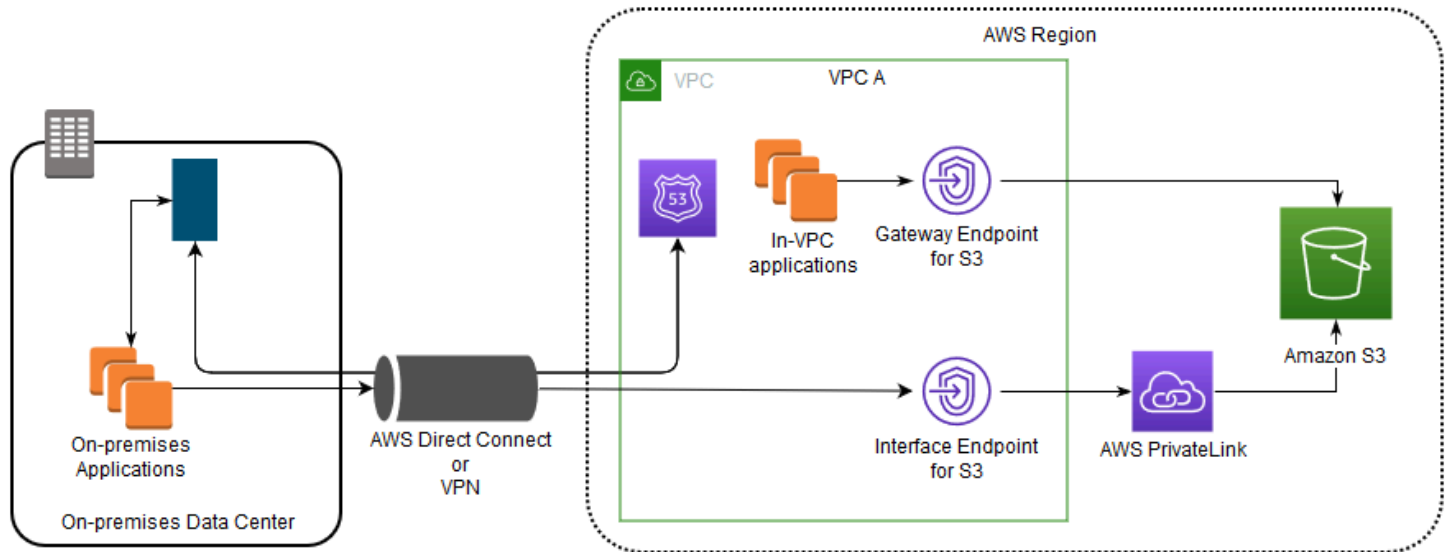 AWS Region
VPC
VPC A
53
In-VPC
applications
Gateway Endpoint
for S3
Amazon S3
On-premises
Applications
AWS Direct Connect
or
VPN
Interface Endpoint
for S3
AWS PrivateLink
On-premises Data Center